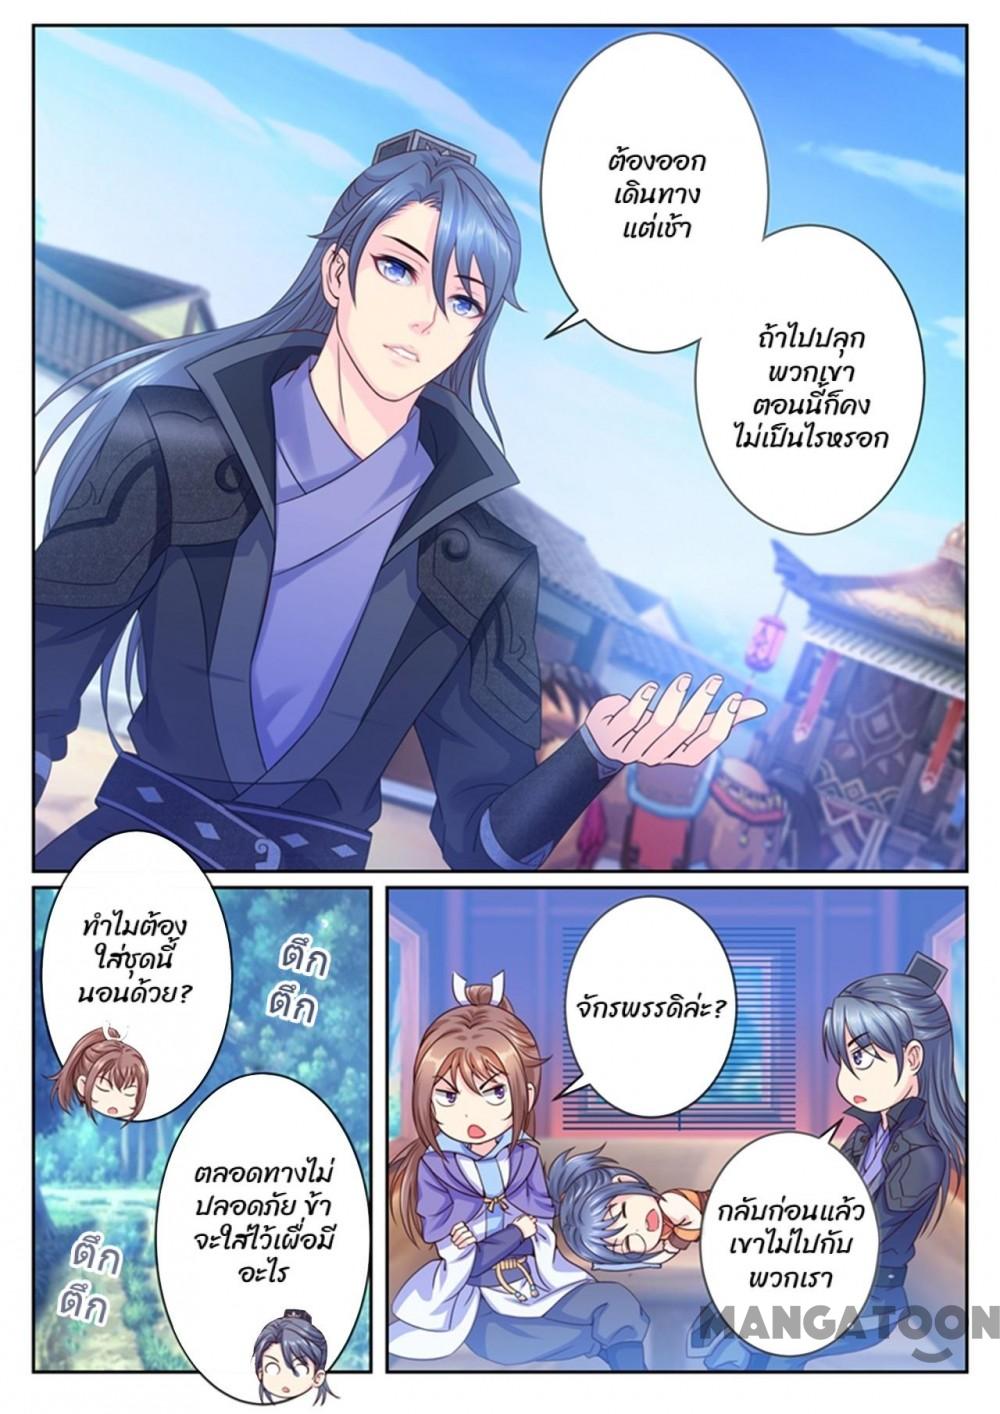 ต้องออก
เดินทาง
แต่เช้า
ถ้าไปปลุก
พวกเขา
ตอนนี้ก็คง
ไม่เป็นไรหรอก
ทำไมต้อง
ใส่ชุดนี้
นอนด้วย?
ตึก
ตึก
ตลอดทางไม่
ปลอดภัย ข้า
จะใส่ไว้เผื่อมี
อะไร
ตึก
ตึก
จักรพรรดิล่ะ?
กลับก่อนแล้ว
เขาไม่ไปกับ
พวกเรา
MANGATOON